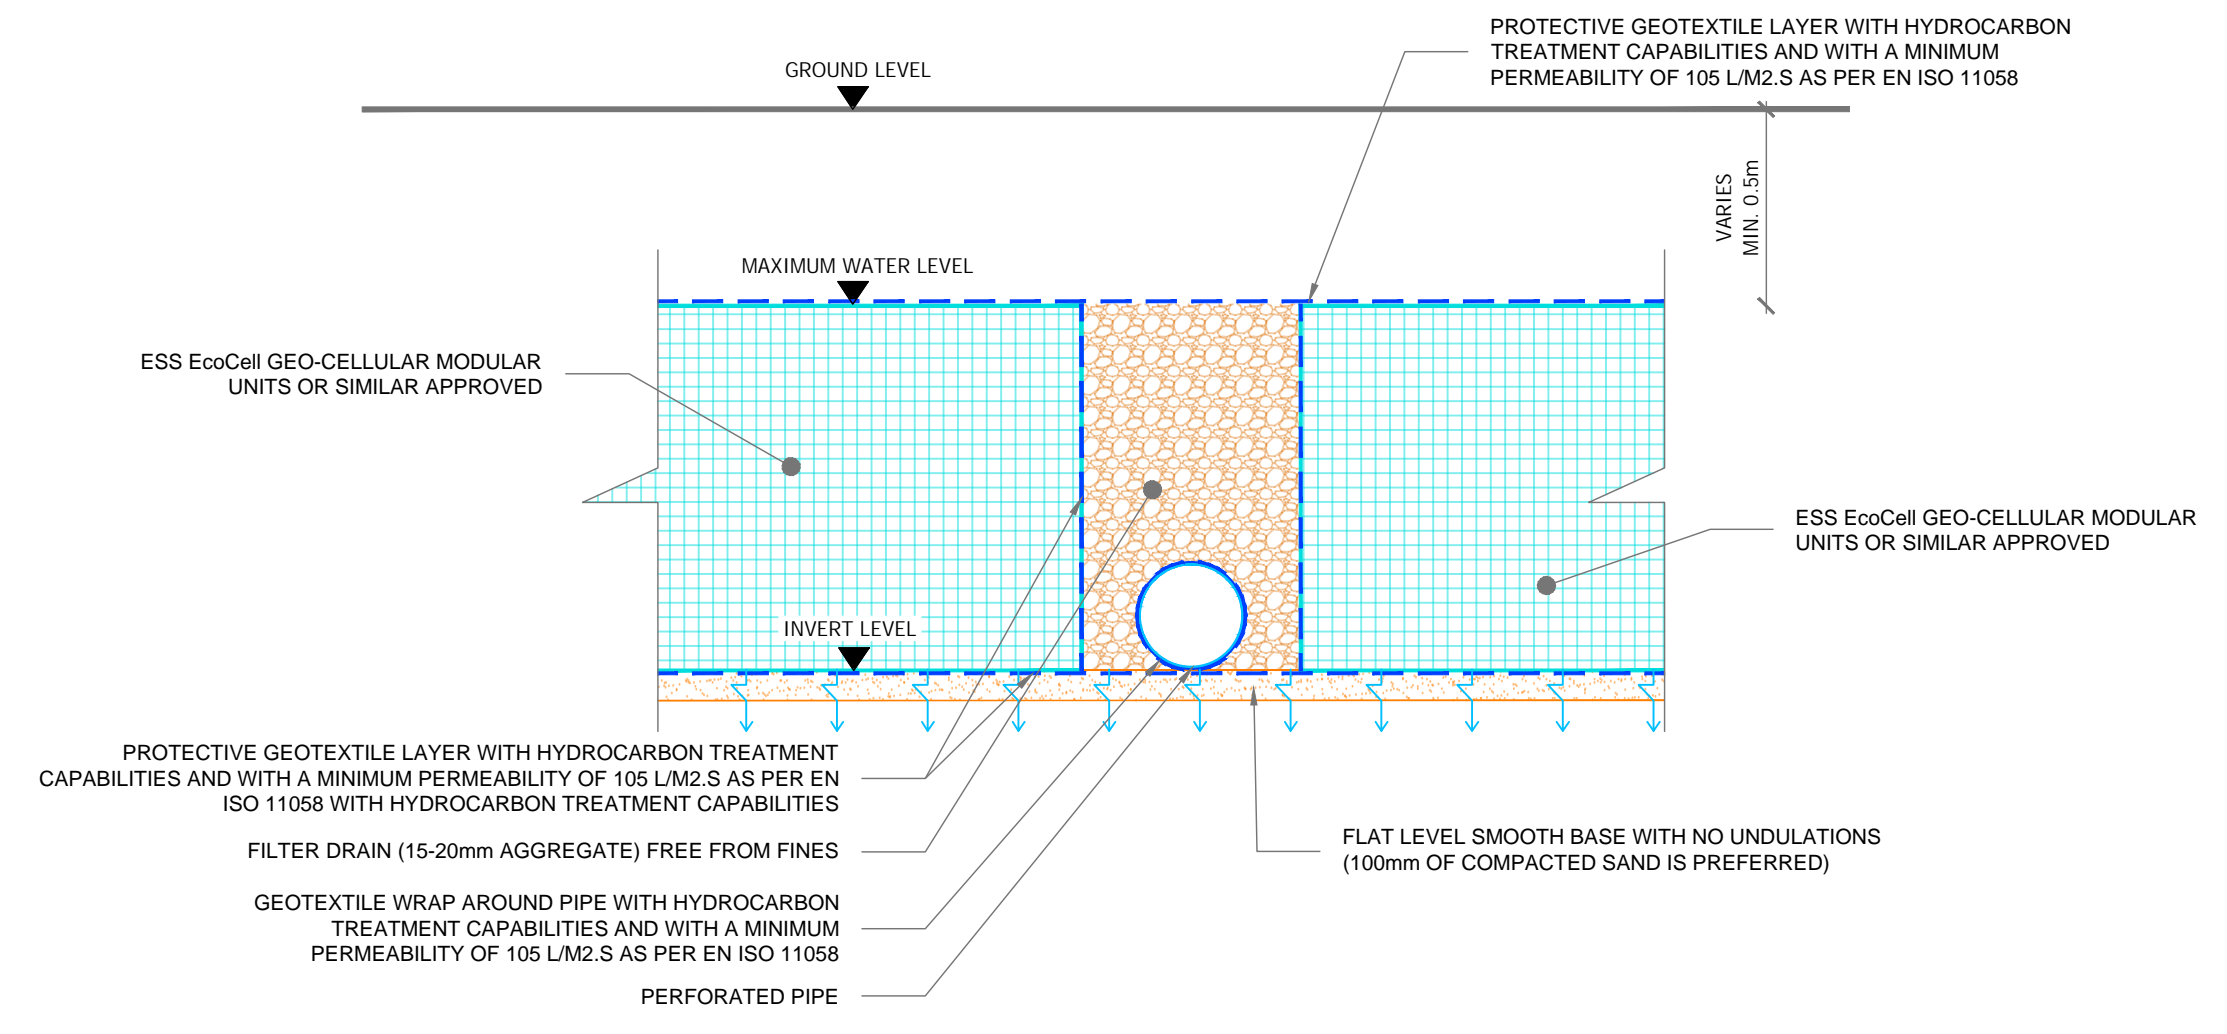 PROTECTIVE GEOTEXTILE LAYER WITH HYDROCARBON
TREATMENT CAPABILITIES AND WITH A MINIMUM
PERMEABILITY OF 105 L/M2.S AS PER EN ISO 11058
GROUND LEVEL
VARIES
MIN. 0.5m
MAXIMUM WATER LEVEL
ESS EcoCell GEO-CELLULAR MODULAR
UNITS OR SIMILAR APPROVED
ESS EcoCell GEO-CELLULAR MODULAR
UNITS OR SIMILAR APPROVED
INVERT LEVEL
PROTECTIVE GEOTEXTILE LAYER WITH HYDROCARBON TREATMENT
CAPABILITIES AND WITH A MINIMUM PERMEABILITY OF 105 L/M2.S AS PER EN
ISO 11058 WITH HYDROCARBON TREATMENT CAPABILITIES
FILTER DRAIN (15-20mm AGGREGATE) FREE FROM FINES
FLAT LEVEL SMOOTH BASE WITH NO UNDULATIONS
(100mm OF COMPACTED SAND IS PREFERRED)
GEOTEXTILE WRAP AROUND PIPE WITH HYDROCARBON
TREATMENT CAPABILITIES AND WITH A MINIMUM
PERMEABILITY OF 105 L/M2.S AS PER EN ISO 11058
PERFORATED PIPE